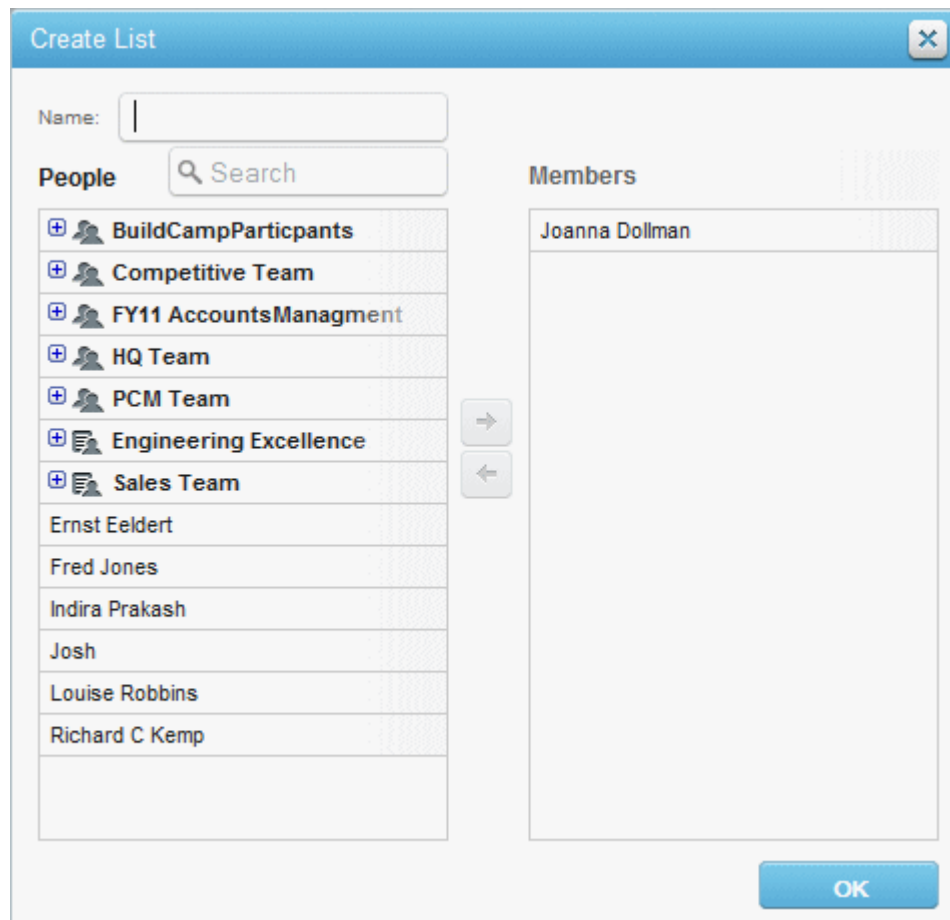 Create List
Name:
People
Search
Members
BuildCampParticpants
Competitive Team
FY11 AccountsManagment
HQ Team
PCM Team
Engineering Excellence
Sales Team
Ernst Eeldert
Fred Jones
Indira Prakash
Josh
Louise Robbins
Richard C Kemp
Joanna Dollman
OK